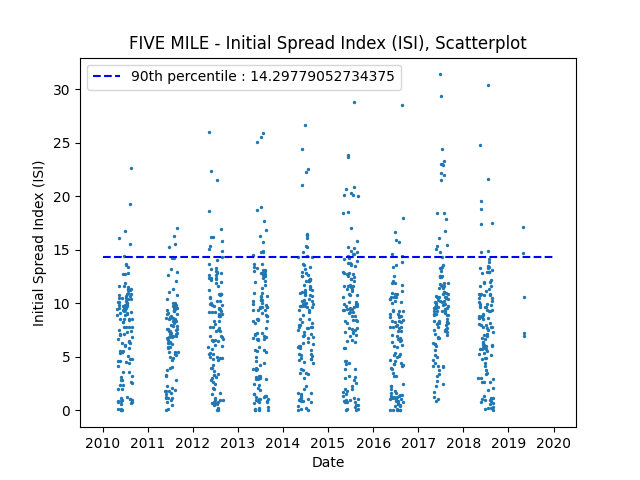 FIVE MILE - Initial Spread Index (ISI), Scatterplot
90th percentile : 14.29779052734375
Initial Spread Index (ISI)
30
25
20
15
10
5
0
2010 2011 2012 2013 2014 2015 2016 2017 2018 2019 2020
Date